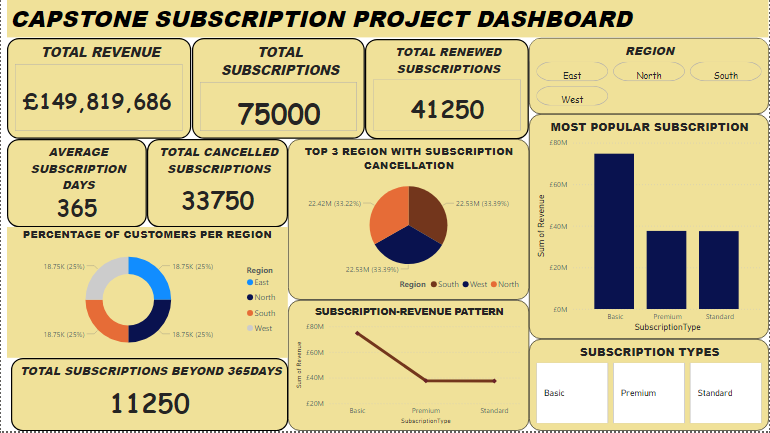 CAPSTONE SUBSCRIPTION PROJECT DASHBOARD
TOTAL REVENUE
£149,819,686
TOTAL
SUBSCRIPTIONS
75000
TOTAL RENEWED
SUBSCRIPTIONS
41250
REGION
East
North
South
West
AVERAGE
SUBSCRIPTION
DAYS
365
TOTAL CANCELLED
SUBSCRIPTIONS
33750
TOP 3 REGION WITH SUBSCRIPTION
CANCELLATION
22.42M (33.22%)
22.53M (33.39%)
22.53M (33.39%)
Region
South
West
North
MOST POPULAR SUBSCRIPTION
£80M
£60M
£40M
£20M
£0M
Sum of Revenue
Basic
Premium
Standard
SubscriptionType
PERCENTAGE OF CUSTOMERS PER REGION
18.75K (25%)
18.75K (25%)
18.75K (25%)
18.75K (25%)
Region
East
North
South
West
SUBSCRIPTION-REVENUE PATTERN
£80M
£60M
£40M
£20M
Sum of Revenue
Basic
Premium
Standard
SubscriptionType
SUBSCRIPTION TYPES
Basic
Premium
Standard
TOTAL SUBSCRIPTIONS BEYOND 365DAYS
11250